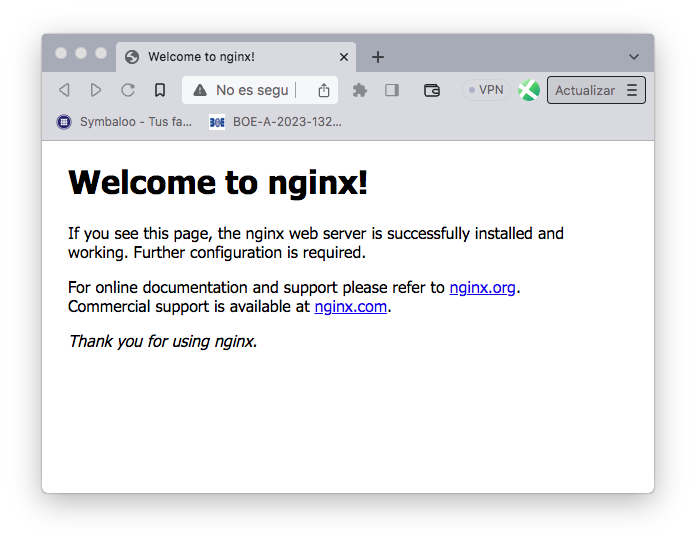 Welcome to nginx!
No es segu
VPN
Actualizar
Symbaloo - Tus fa...
BOE
BOE-A-2023-132...
Welcome to nginx!
If you see this page, the nginx web server is successfully installed and
working. Further configuration is required.
For online documentation and support please refer to nginx.org.
Commercial support is available at nginx.com.
Thank you for using nginx.